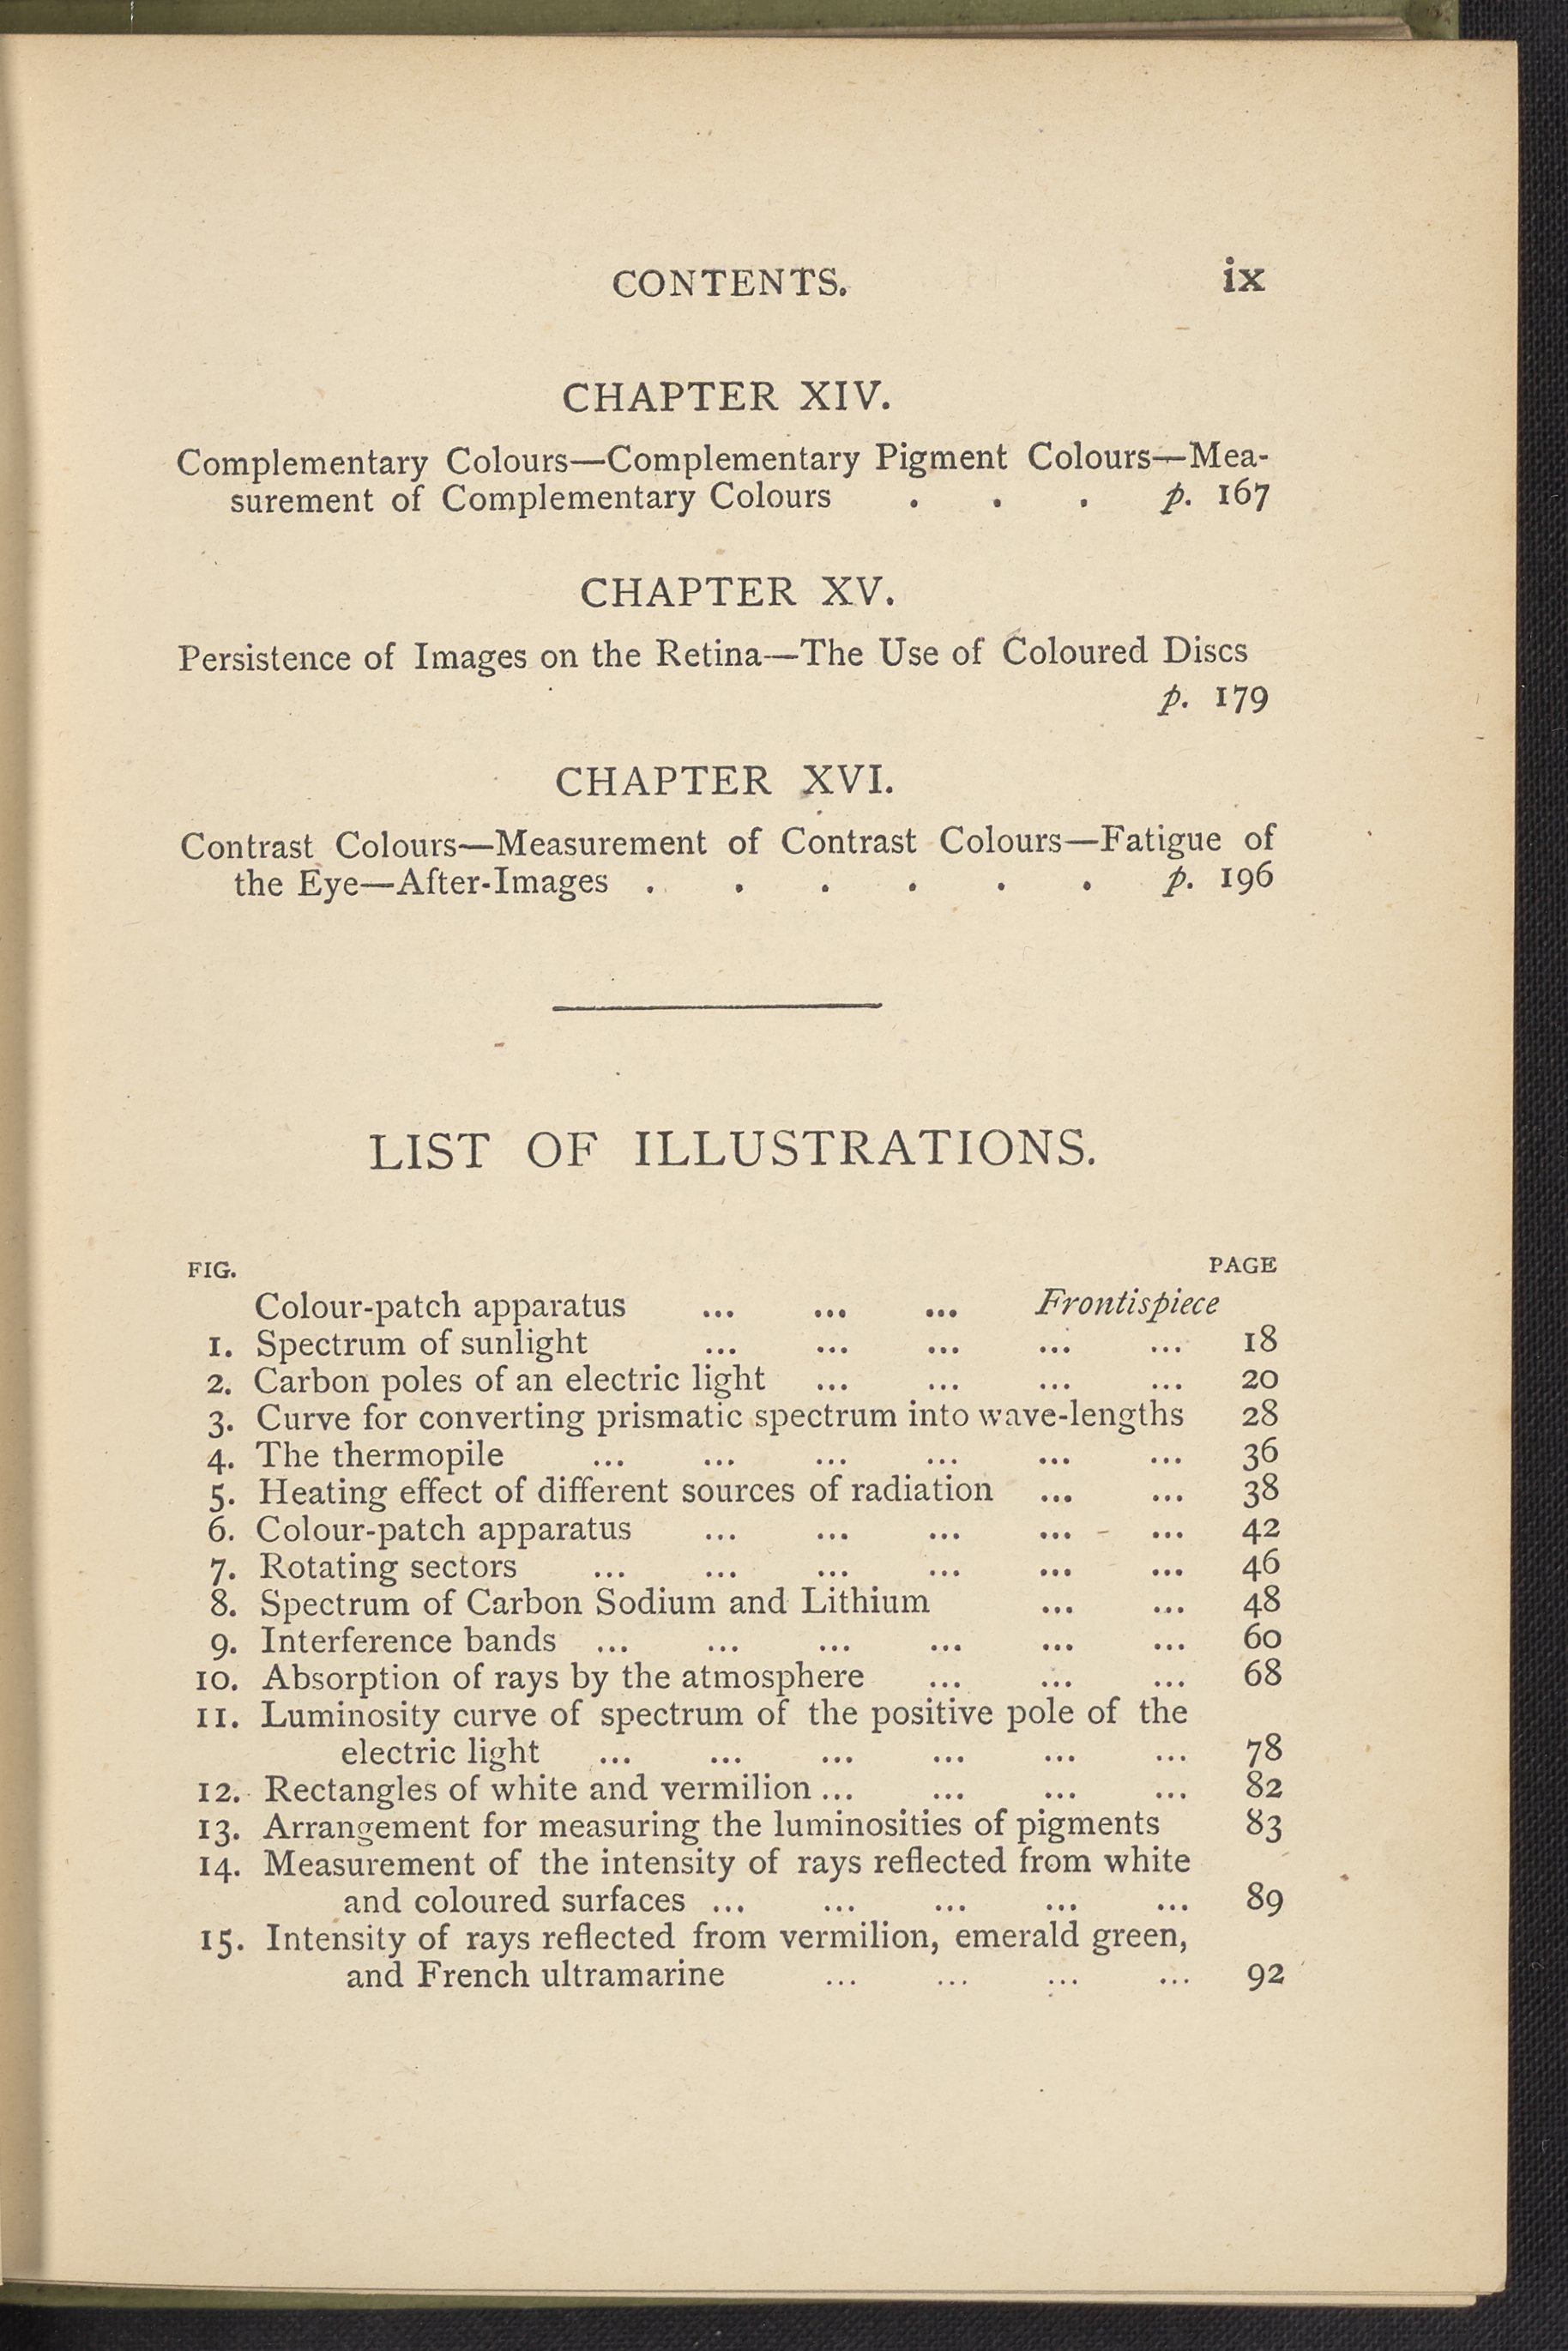 CONTENTS. ix
CHAPTER XIV.
Complementary Colours—Complementary Pigment Colours—Mea-
surement of Complementary Colours . . . p. 167
CHAPTER XV.
Persistence of Images on the Retina—The Use of Coloured Discs
p. 179
CHAPTER XVI.
Contrast Colours—Measurement of Contrast Colours—Fatigue of
the Eye—After-Images . . . . . . p. 196
LIST OF ILLUSTRATIONS.
FIG. PAGE
Colour-patch apparatus ... ... ... Frontispiece
1. Spectrum of sunlight ... ... ... ... ... 18
2. Carbon poles of an electric light ... ... ... ... 20
3. Curve for converting prismatic spectrum into wave-lengths 28
4. The thermopile ... ... ... ... ... ... 36
5. Heating effect of different sources of radiation ... ... 38
6. Colour-patch apparatus ... ... ... ... ... 42
7. Rotating sectors ... ... ... ... ... ... 46
8. Spectrum of Carbon Sodium and Lithium ... ... 48
9. Interference bands ... ... ... ... ... ... 60
10. Absorption of rays by the atmosphere ... ... ... 68
11. Luminosity curve of spectrum of the positive pole of the
electric light ... ... ... ... ... ... 78
12. Rectangles of white and vermilion ... ... ... ... 82
13. Arrangement for measuring the luminosities of pigments 83
14. Measurement of the intensity of rays reflected from white
and coloured surfaces ... ... ... ... ... 89
15. Intensity of rays reflected from vermilion, emerald green,
and French ultramarine ... ... ... ... 92